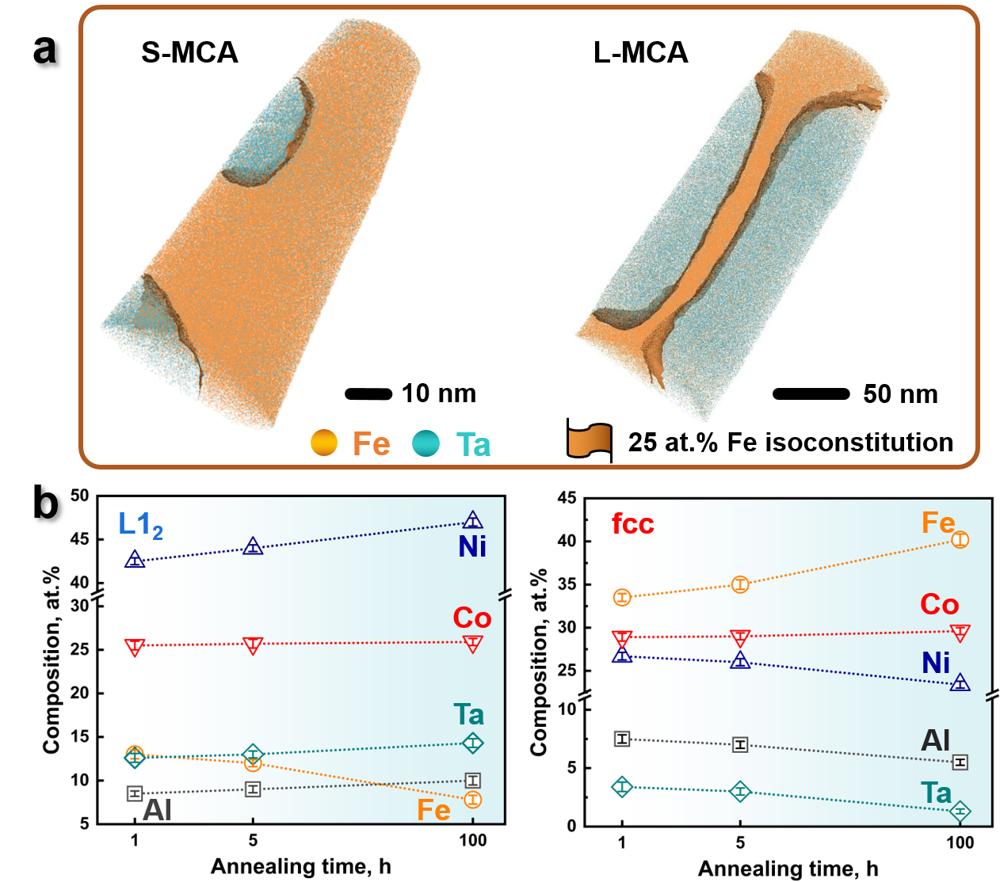 a
S-MCA
L-MCA
10 nm
50 nm
Fe
Ta
25 at.% Fe isoconstitution
b
L1₂
Ni
Co
Ta
Al
Fe
50
45
40
30
25
20
15
10
5
Composition, at.%
1
5
100
Annealing time, h
fcc
Fe
Co
Ni
Al
Ta
45
40
35
30
25
10
5
0
Composition, at.%
1
5
100
Annealing time, h